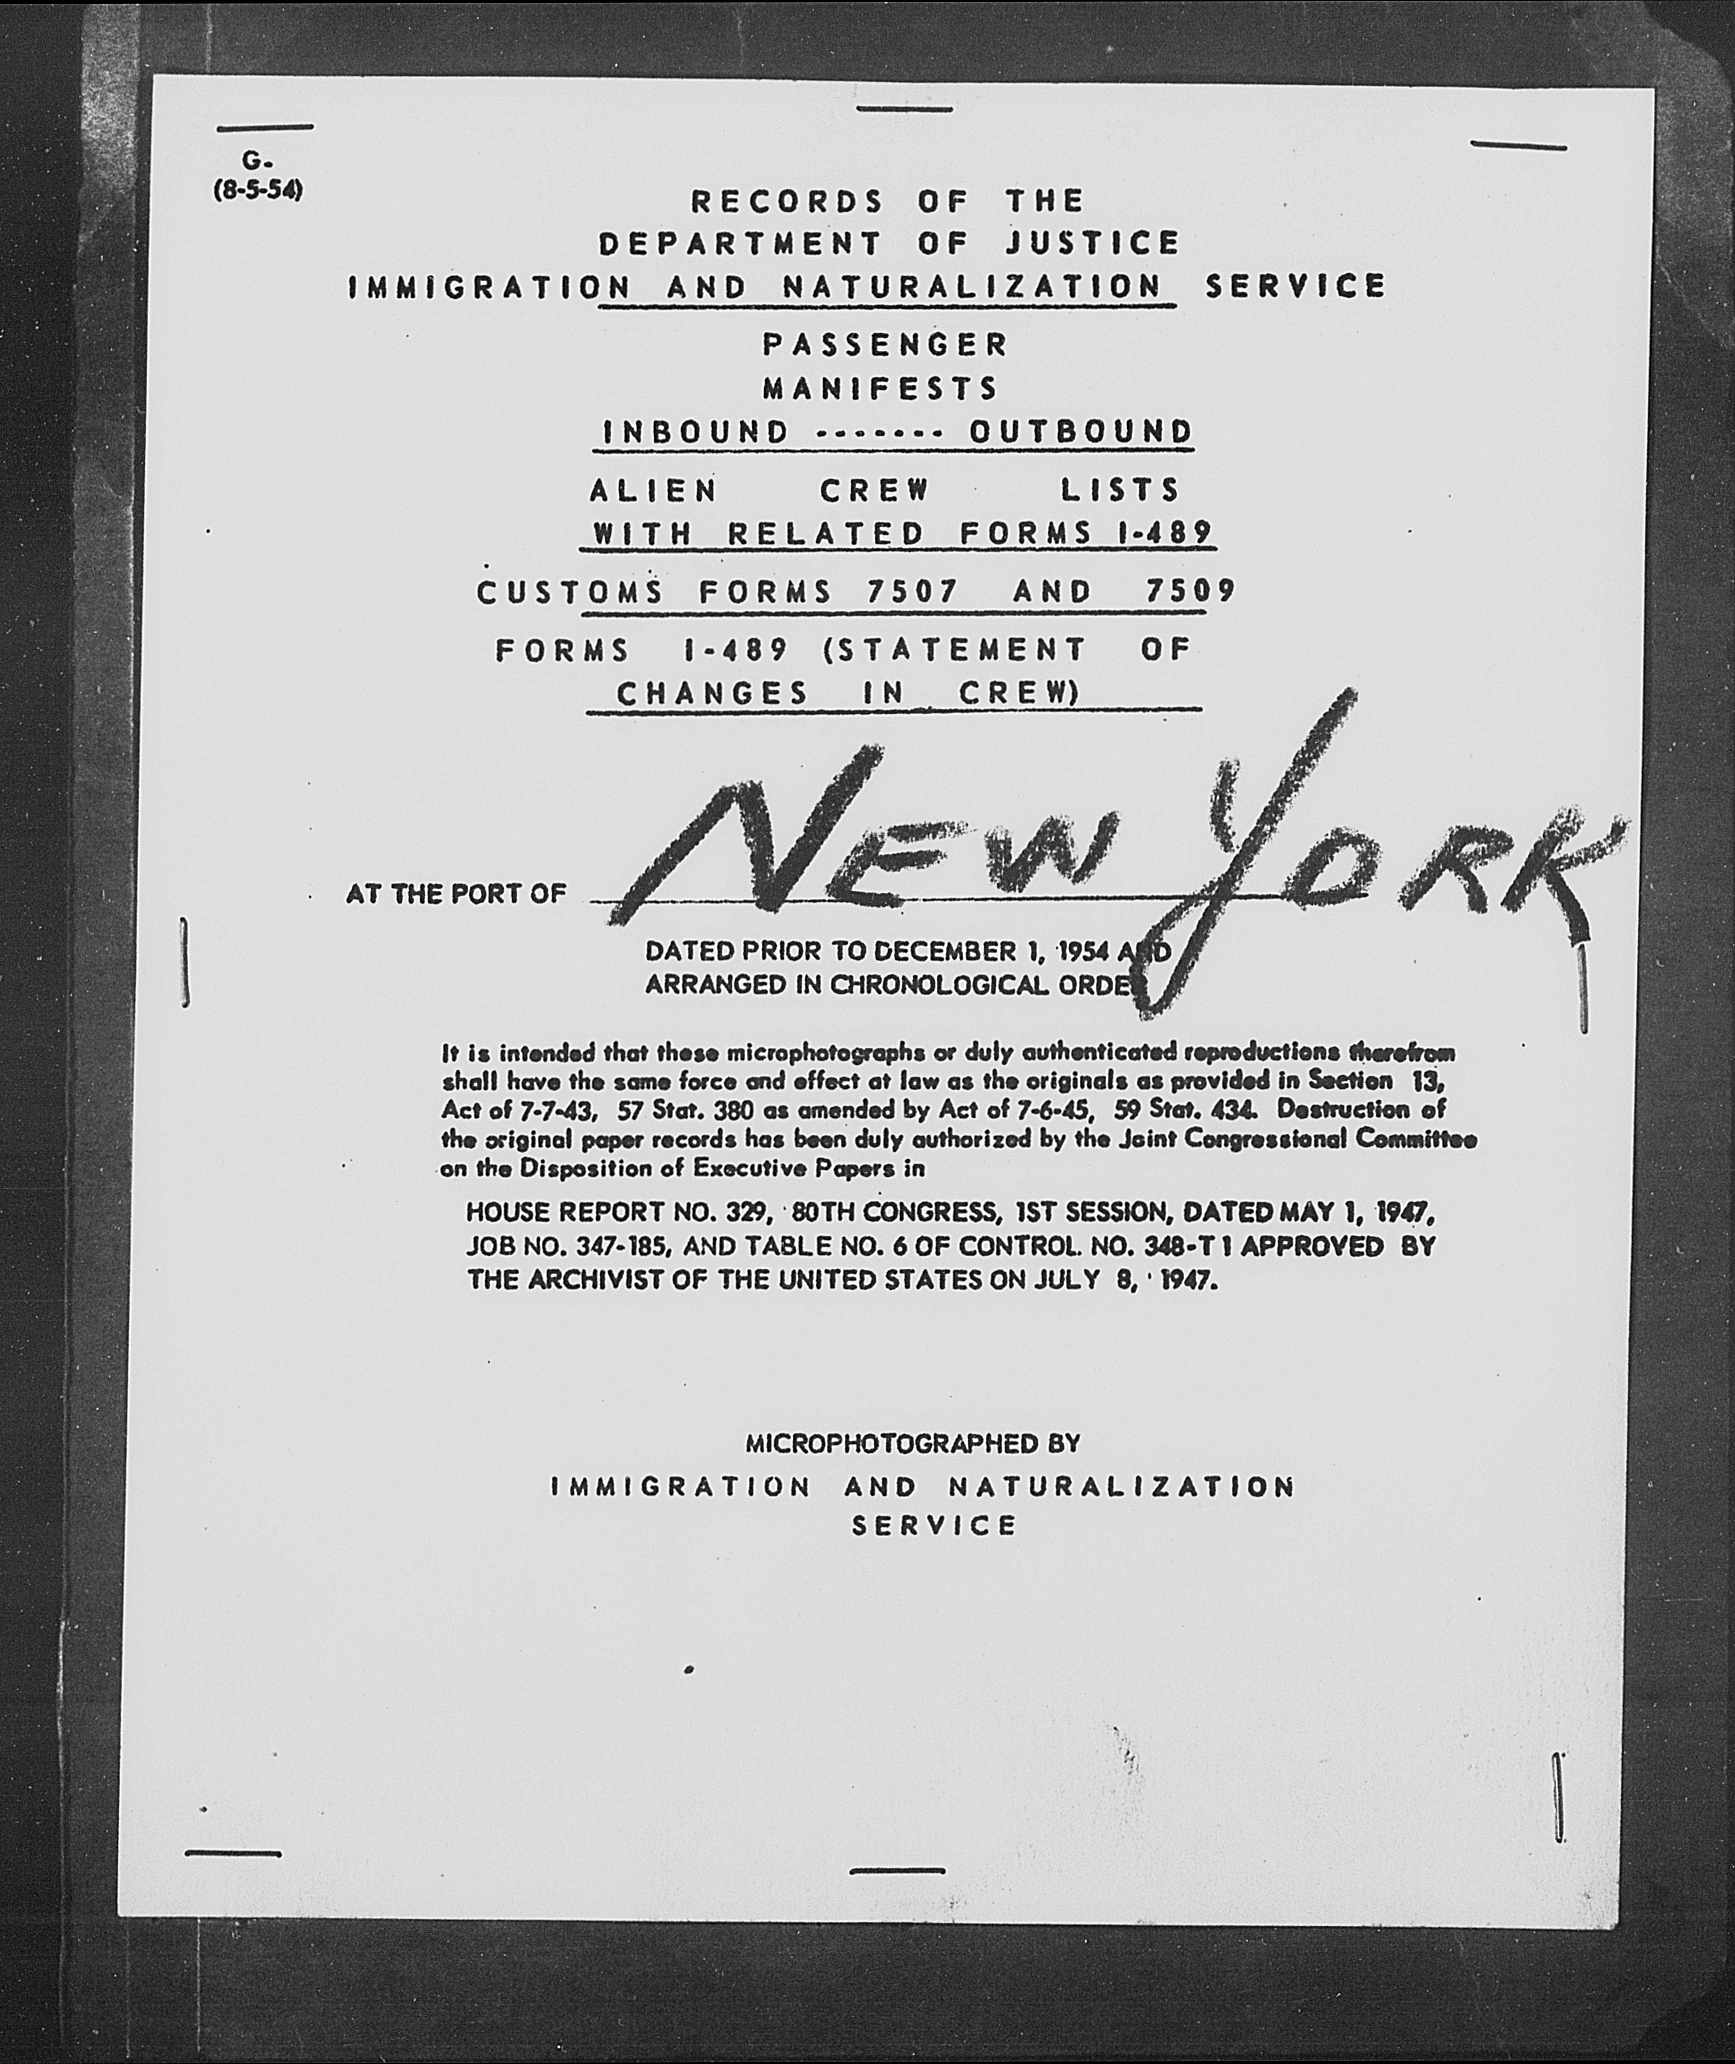 G-
(8-5-54)
RECORDS OF THE
DEPARTMENT OF JUSTICE
IMMIGRATION AND NATURALIZATION SERVICE
PASSENGER
MANIFESTS
INBOUND ------- OUTBOUND
ALIEN CREW LISTS
WITH RELATED FORMS I-489
CUSTOMS FORMS 7507 AND 7509
FORMS I-489 (STATEMENT OF
CHANGES IN CREW)
AT THE PORT OF NEW YORK
DATED PRIOR TO DECEMBER 1, 1954 AND
ARRANGED IN CHRONOLOGICAL ORDER
It is intended that these microphotographs or duly authenticated reproductions therefrom
shall have the same force and effect at law as the originals as provided in Section 13,
Act of 7-7-43, 57 Stat. 380 as amended by Act of 7-6-45, 59 Stat. 434. Destruction of
the original paper records has been duly authorized by the Joint Congressional Committee
on the Disposition of Executive Papers in
HOUSE REPORT NO. 329, 80TH CONGRESS, 1ST SESSION, DATED MAY 1, 1947,
JOB NO. 347-185, AND TABLE NO. 6 OF CONTROL NO. 348-T1 APPROVED BY
THE ARCHIVIST OF THE UNITED STATES ON JULY 8, 1947.
MICROPHOTOGRAPHED BY
IMMIGRATION AND NATURALIZATION
SERVICE